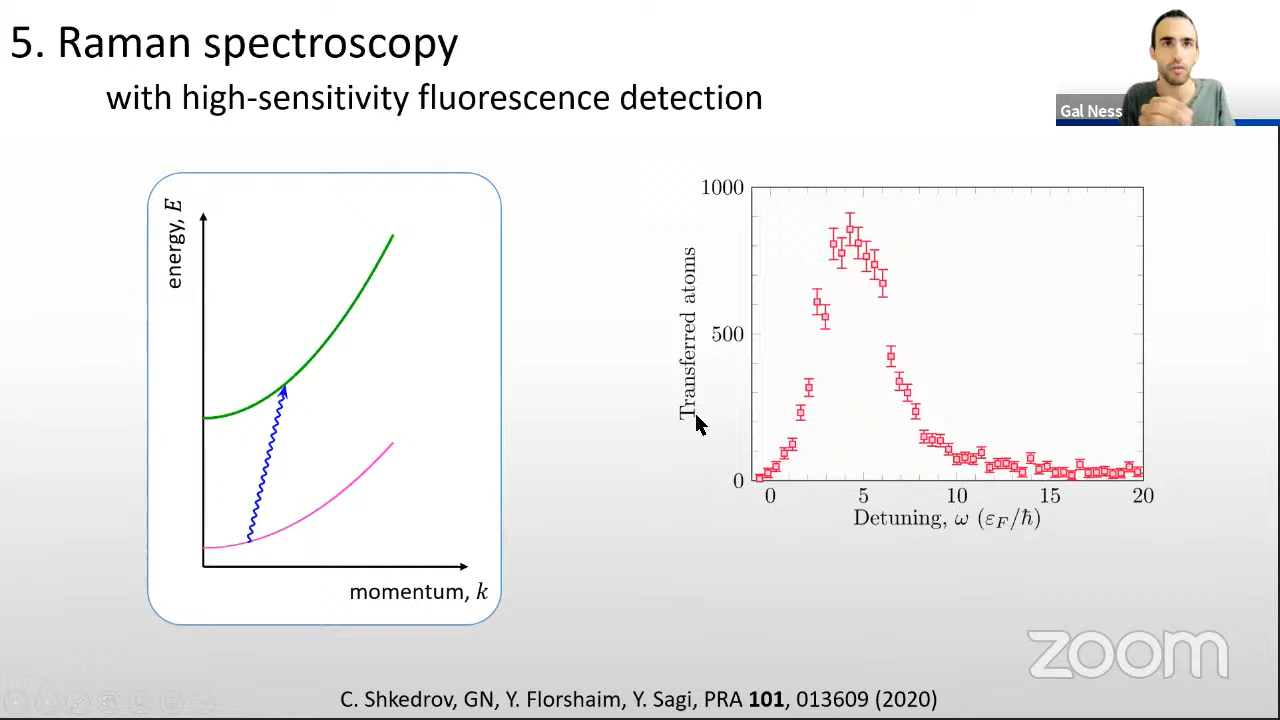 5. Raman spectroscopy
with high-sensitivity fluorescence detection
Gal Ness
energy, E
momentum, k
Transferred atoms
1000
500
0
0 5 10 15 20
Detuning, ω (ε_F/ħ)
zoom
C. Shkedrov, GN, Y. Florshaim, Y. Sagi, PRA 101, 013609 (2020)